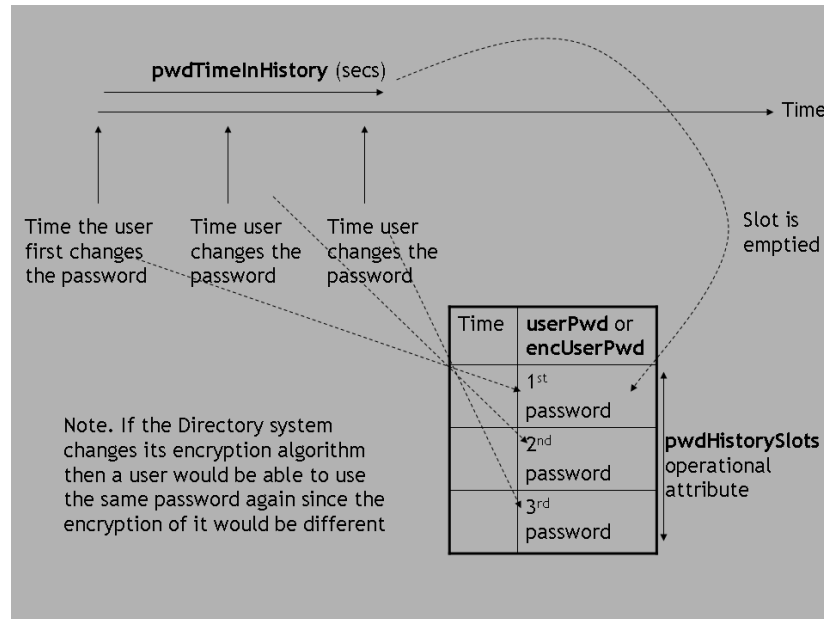 pwdTimeInHistory (secs)
Time
Time the user
first changes
the password
Time user
changes the
password
Time user
changes the
password
Slot is
emptied
Time
userPwd or
encUserPwd
1st
password
2nd
password
3rd
password
pwdHistorySlots
operational
attribute
Note. If the Directory system
changes its encryption algorithm
then a user would be able to use
the same password again since the
encryption of it would be different